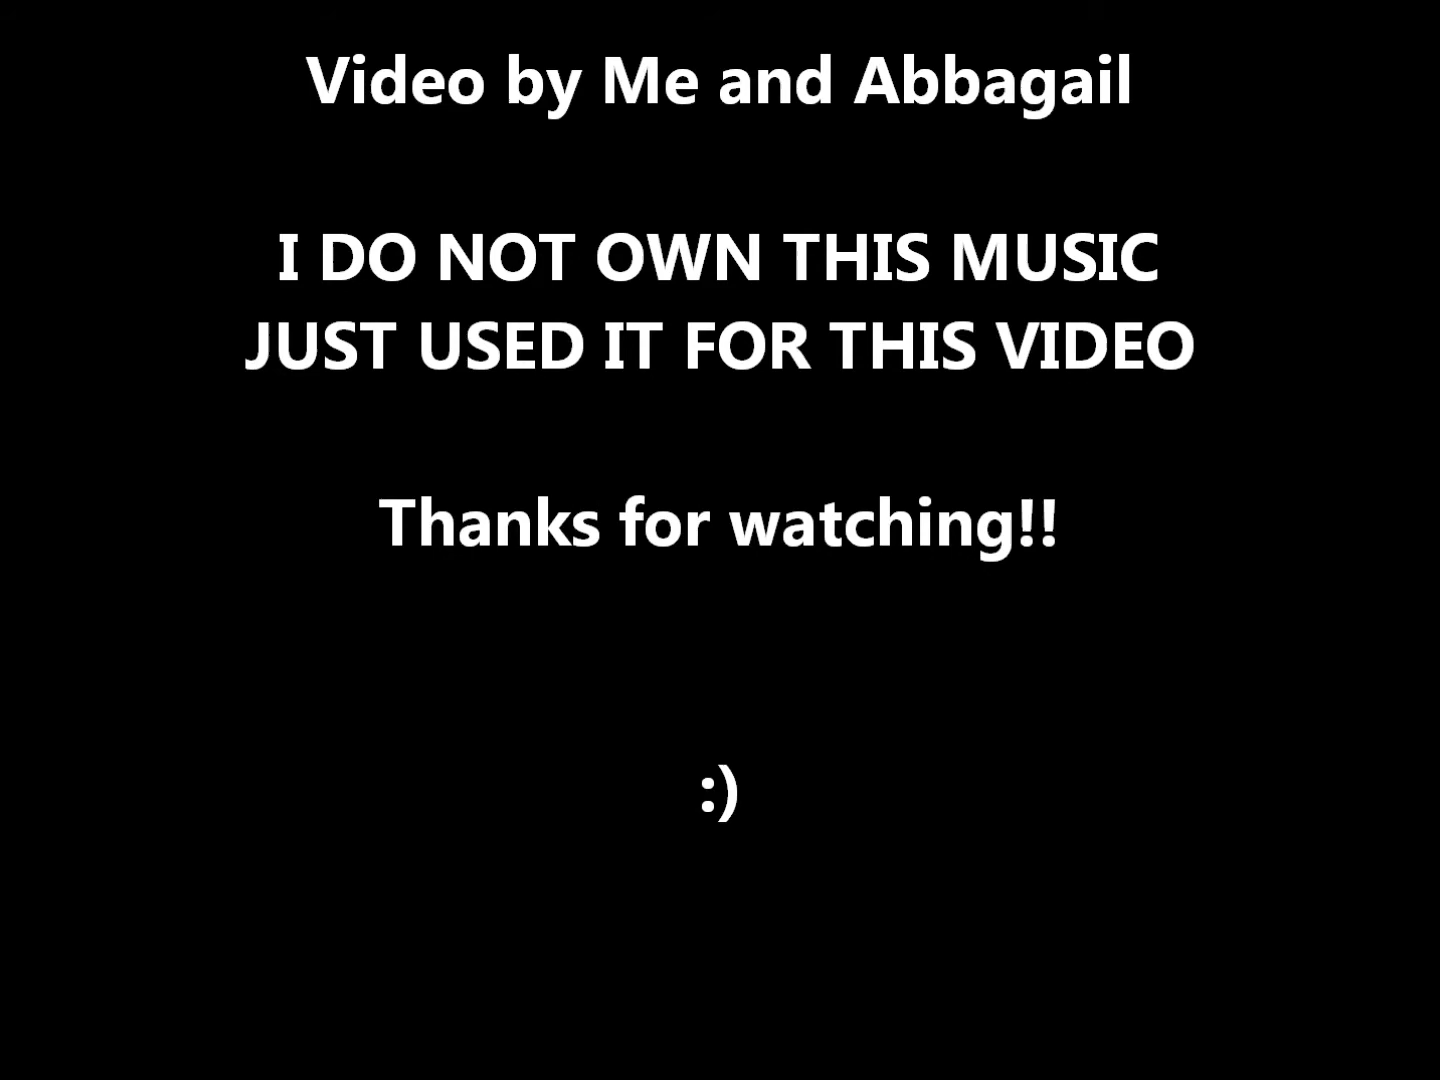 Video by Me and Abbagail
I DO NOT OWN THIS MUSIC
JUST USED IT FOR THIS VIDEO
Thanks for watching!!
:)